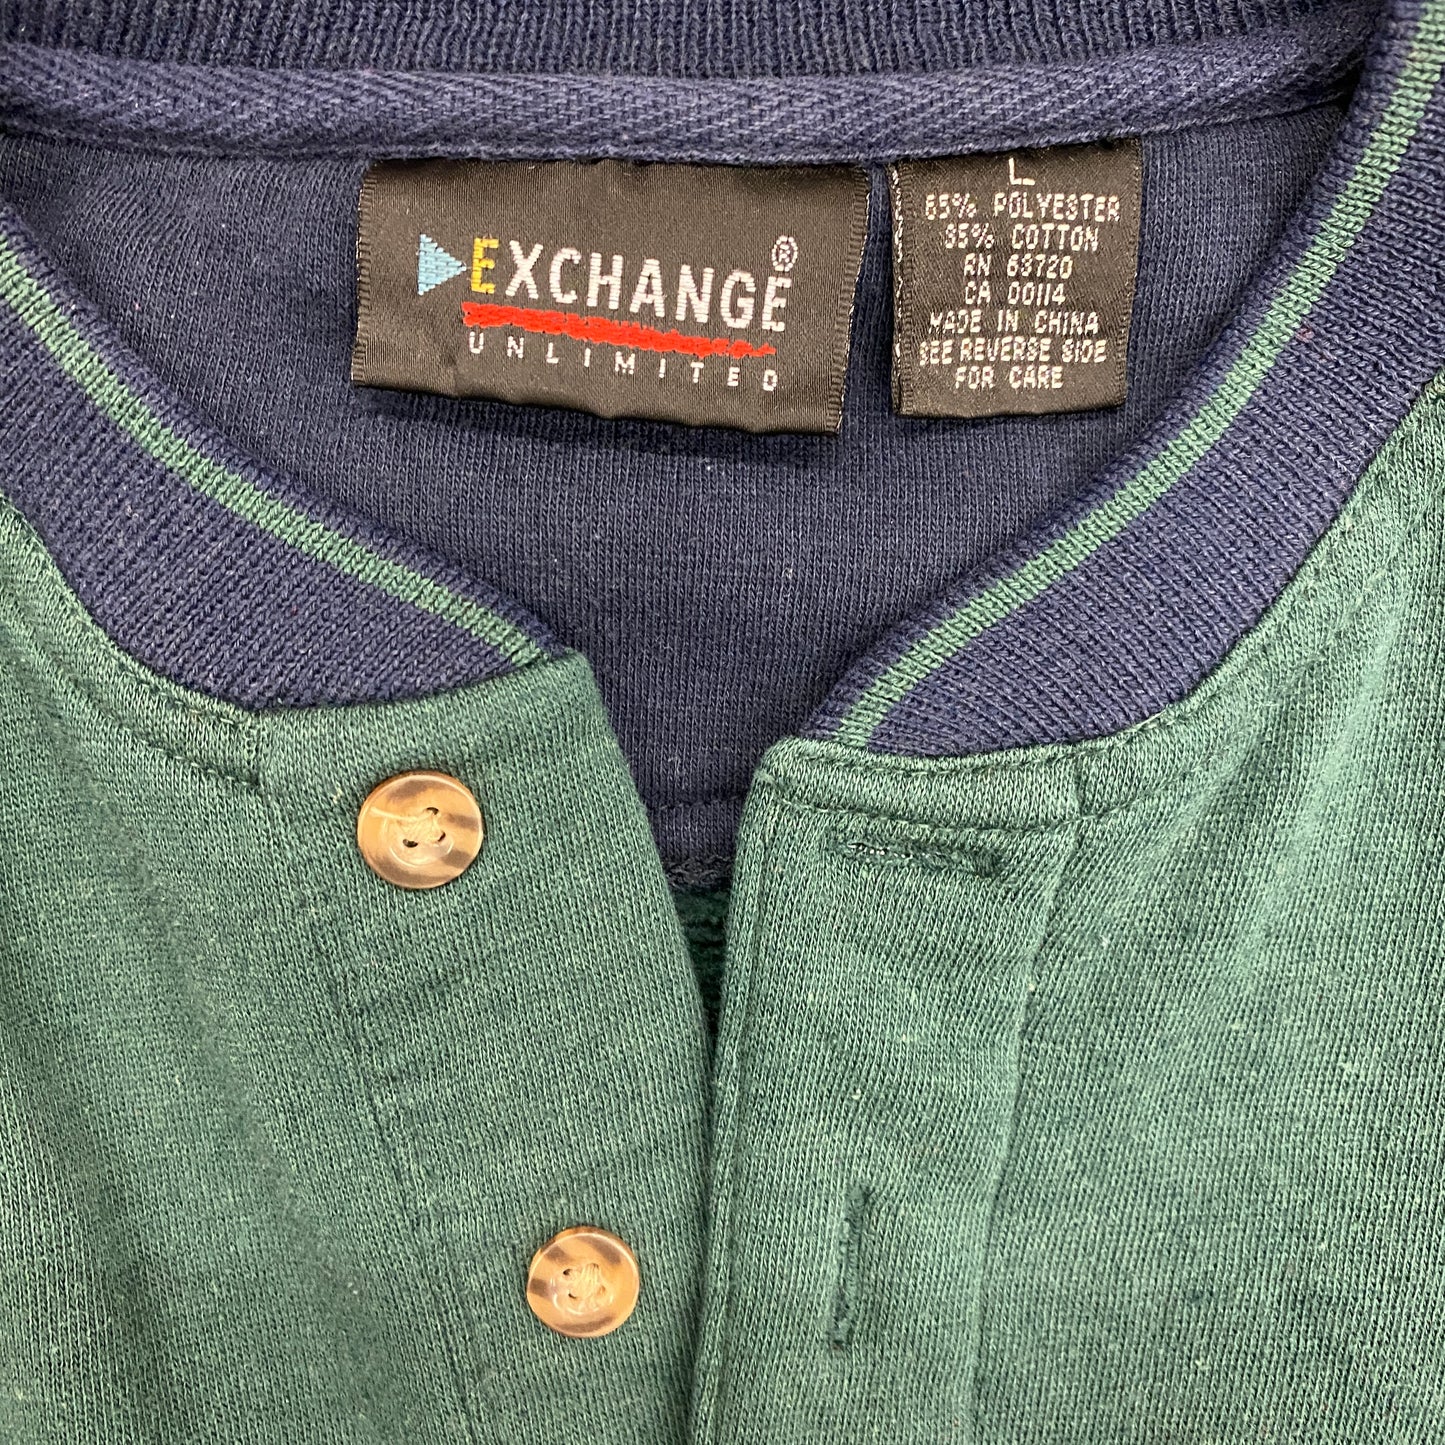 EXCHANGE®
UNLIMITED
L
65% POLYESTER
35% COTTON
RN 63720
CA 00114
MADE IN CHINA
SEE REVERSE SIDE
FOR CARE